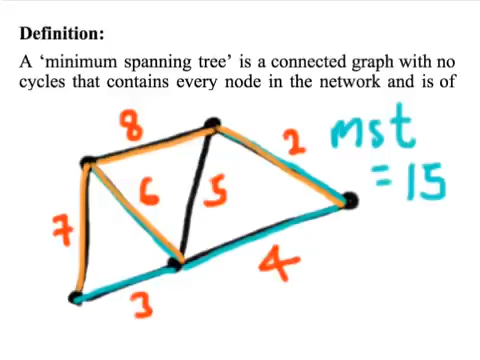 Definition:
A ‘minimum spanning tree’ is a connected graph with no
cycles that contains every node in the network and is of
8
2
mst
= 15
6
5
7
4
3